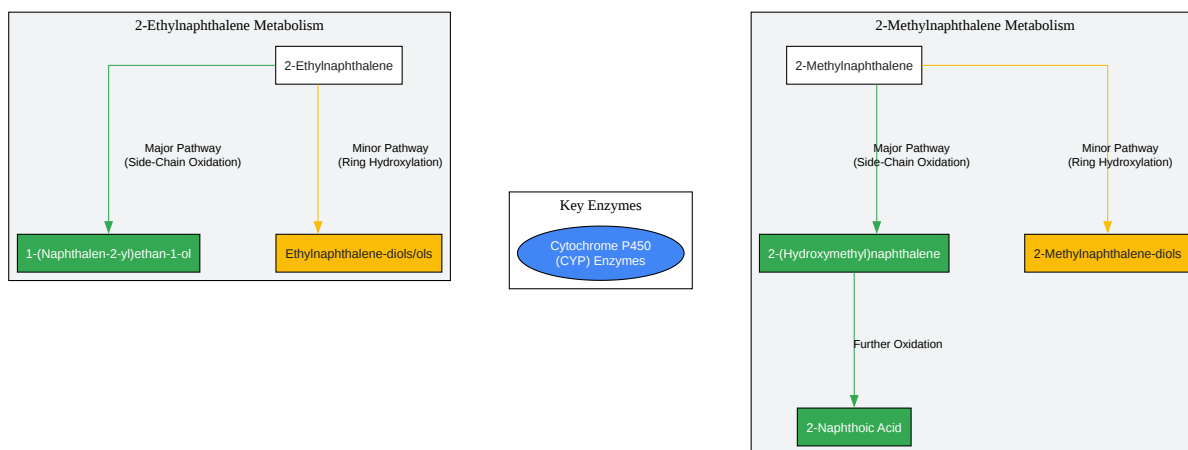 2-Ethylnaphthalene Metabolism
2-Ethylnaphthalene
Major Pathway
(Side-Chain Oxidation)
Minor Pathway
(Ring Hydroxylation)
1-(Naphthalen-2-yl)ethan-1-ol
Ethylnaphthalene-diols/ols
Key Enzymes
Cytochrome P450
(CYP) Enzymes
2-Methylnaphthalene Metabolism
2-Methylnaphthalene
Major Pathway
(Side-Chain Oxidation)
Minor Pathway
(Ring Hydroxylation)
2-(Hydroxymethyl)naphthalene
2-Methylnaphthalene-diols
Further Oxidation
2-Naphthoic Acid